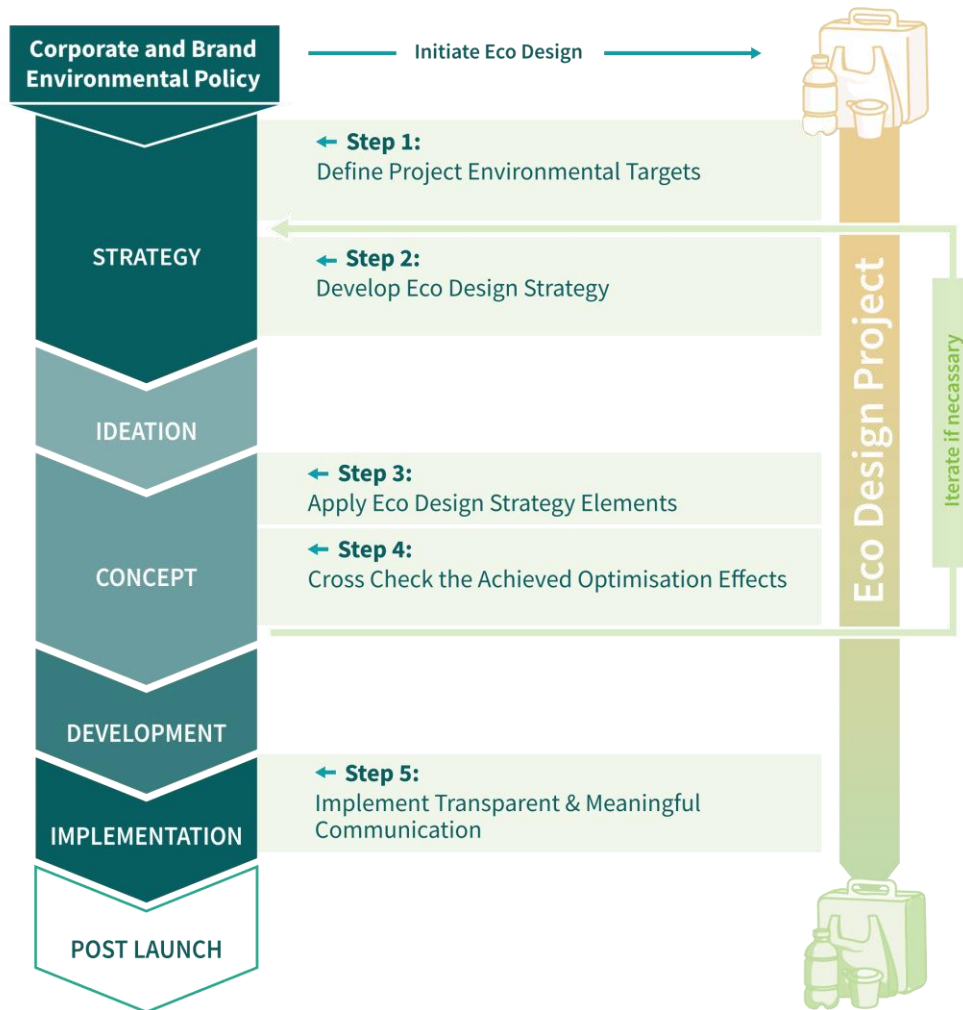 Corporate and Brand
Environmental Policy
Initiate Eco Design
Step 1:
Define Project Environmental Targets
STRATEGY
Step 2:
Develop Eco Design Strategy
IDEATION
Step 3:
Apply Eco Design Strategy Elements
CONCEPT
Step 4:
Cross Check the Achieved Optimisation Effects
DEVELOPMENT
Step 5:
Implement Transparent & Meaningful
Communication
IMPLEMENTATION
POST LAUNCH
Eco Design Project
Iterate if necassary